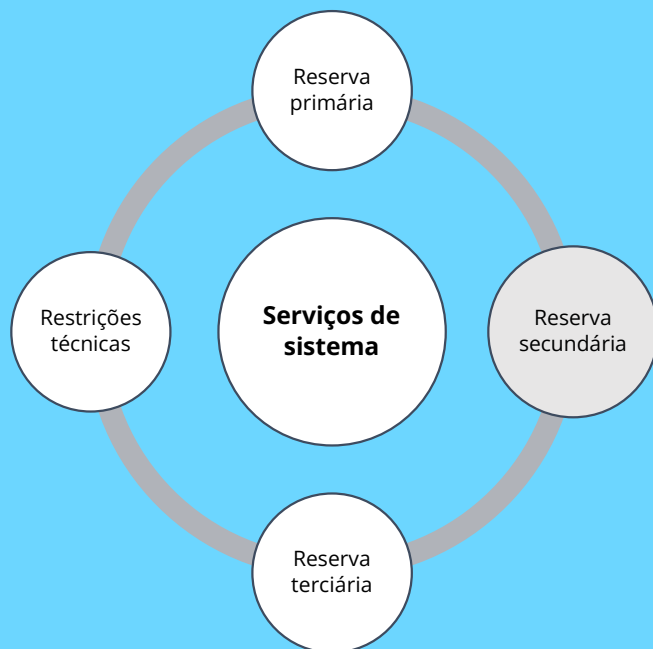 Reserva
primária
Restrições
técnicas
Serviços de
sistema
Reserva
secundária
Reserva
terciária